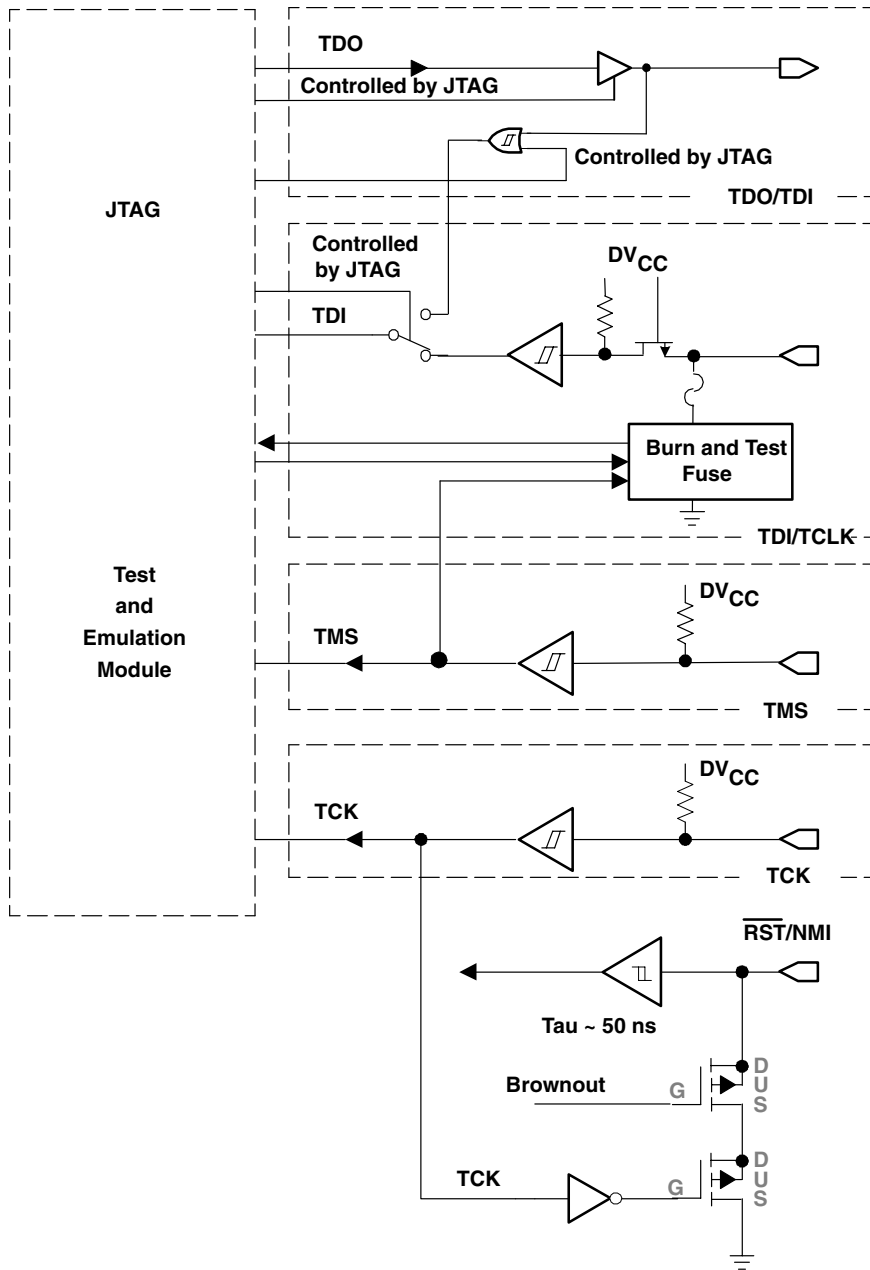 TDO
Controlled by JTAG
Controlled by JTAG
TDO/TDI
JTAG
Controlled
by JTAG
DVCC
TDI
Burn and Test
Fuse
TDI/TCLK
Test
and
Emulation
Module
DVCC
TMS
TMS
DVCC
TCK
TCK
RST/NMI
Tau ~ 50 ns
Brownout
G
D
U
S
TCK
G
D
U
S